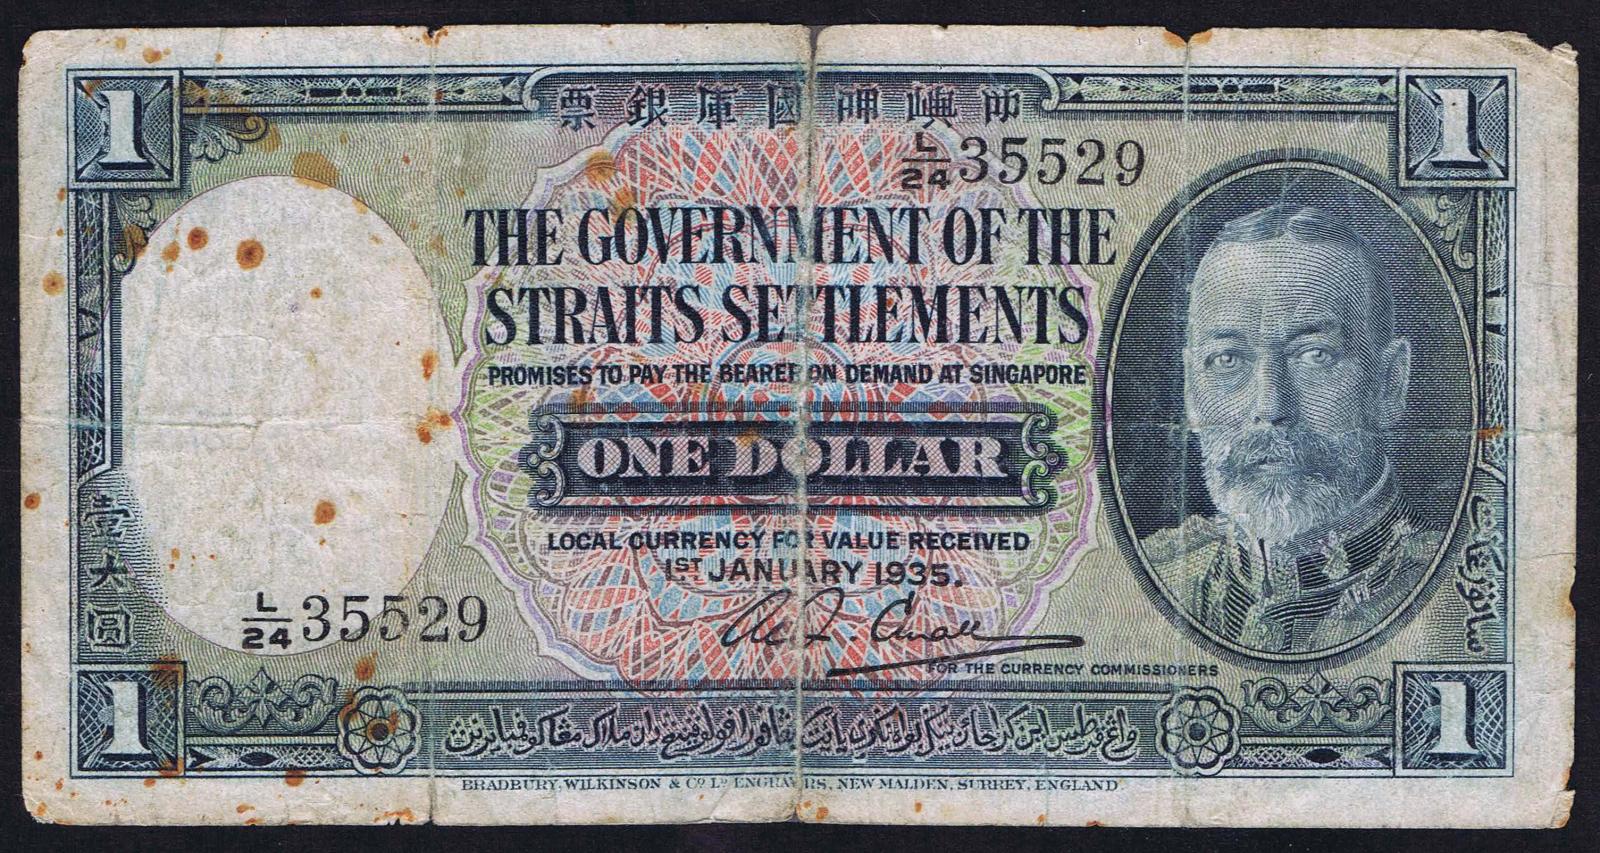 1
1
票銀庫國岬嶼叻
L/24 35529
THE GOVERNMENT OF THE
STRAITS SETTLEMENTS
PROMISES TO PAY THE BEARER ON DEMAND AT SINGAPORE
ONE DOLLAR
LOCAL CURRENCY FOR VALUE RECEIVED
1ST JANUARY 1935.
壹大圓
L/24 35529
FOR THE CURRENCY COMMISSIONERS
1
1
BRADBURY, WILKINSON & Co. Ld. ENGRAVERS, NEW MALDEN, SURREY, ENGLAND